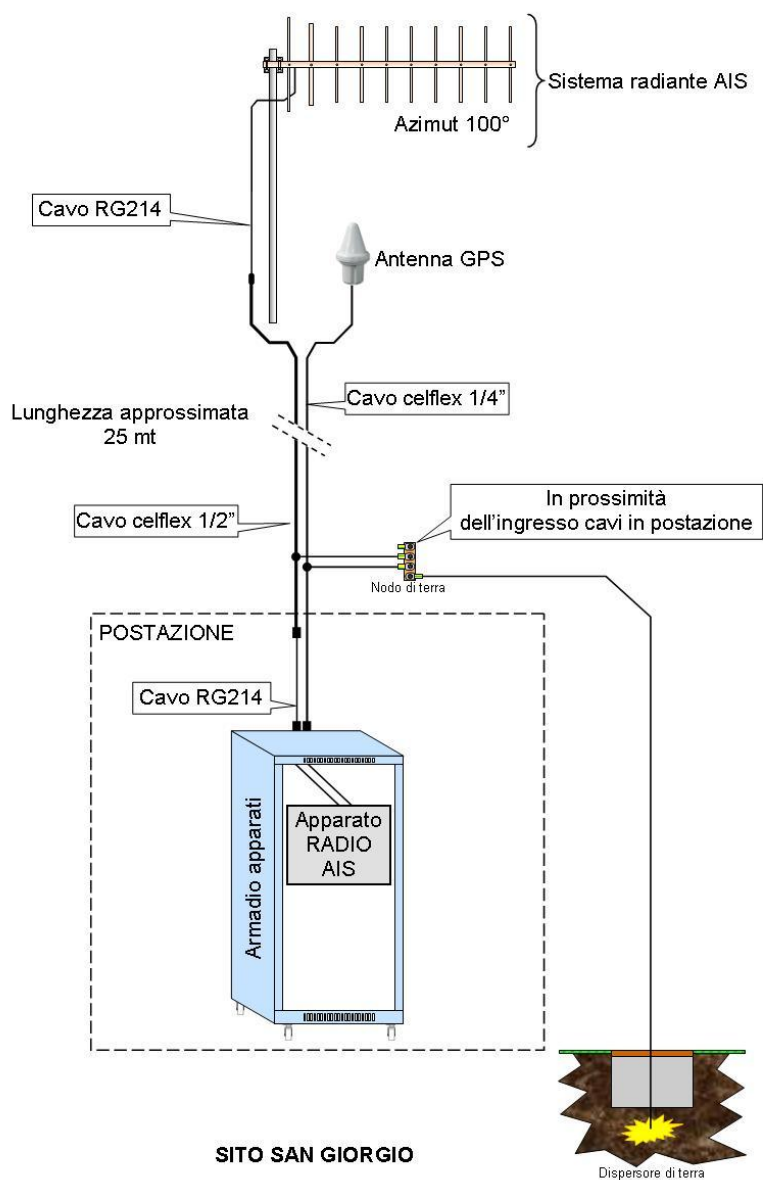 Sistema radiante AIS
Azimut 100°
Cavo RG214
Antenna GPS
Cavo celflex 1/4”
Lunghezza approssimata
25 mt
Cavo celflex 1/2”
In prossimità
dell’ingresso cavi in postazione
Nodo di terra
POSTAZIONE
Cavo RG214
Armadio apparati
Apparato
RADIO
AIS
SITO SAN GIORGIO
Dispersore di terra